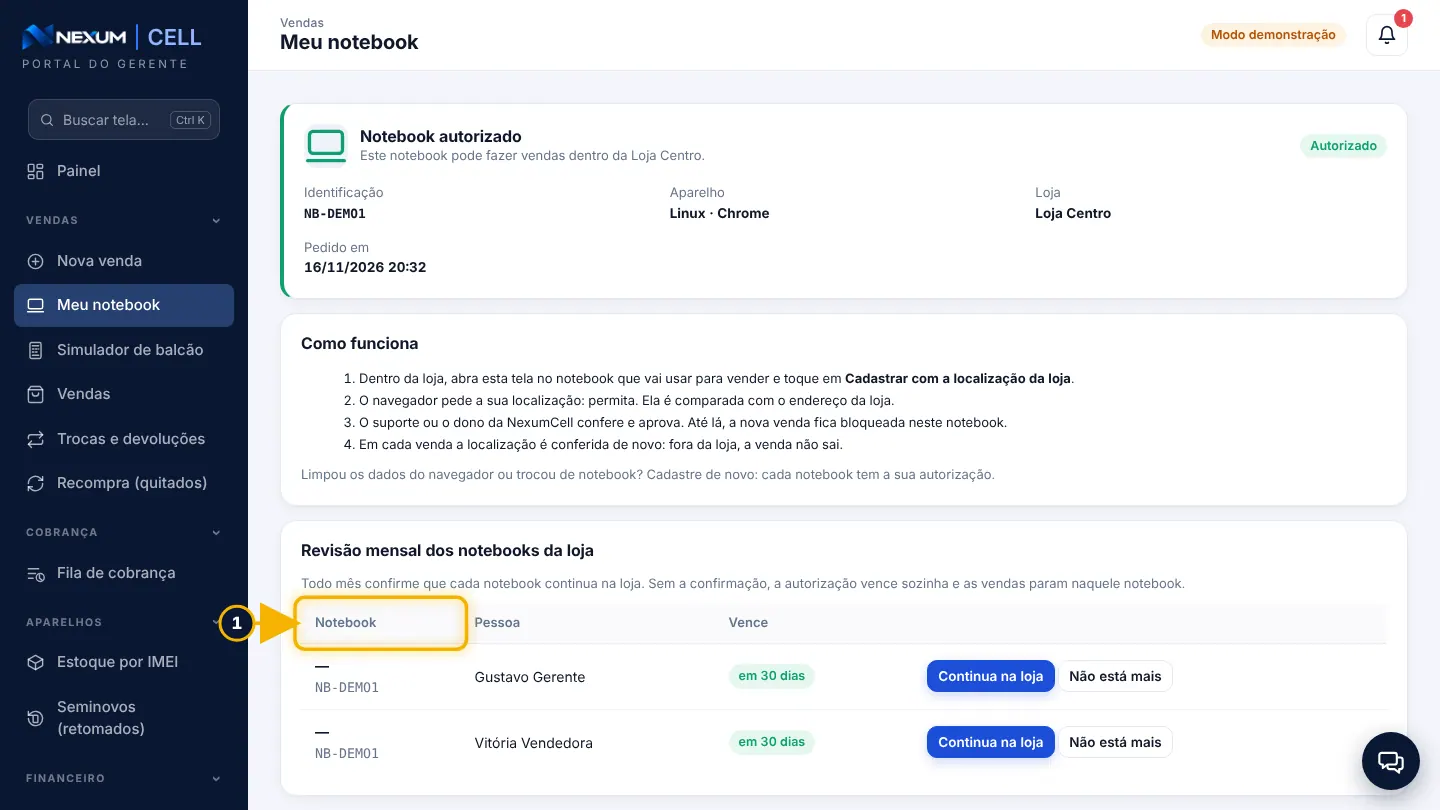 NEXUM | CELL
PORTAL DO GERENTE
Buscar tela... Ctrl K
Painel
VENDAS
Nova venda
Meu notebook
Simulador de balcão
Vendas
Trocas e devoluções
Recompra (quitados)
COBRANÇA
Fila de cobrança
APARELHOS
Estoque por IMEI
Seminovos
(retomados)
FINANCEIRO
Vendas
Meu notebook
Modo demonstração
1
Notebook autorizado
Este notebook pode fazer vendas dentro da Loja Centro.
Autorizado
Identificação Aparelho Loja
NB-DEMO1 Linux · Chrome Loja Centro
Pedido em
16/11/2026 20:32
Como funciona
1. Dentro da loja, abra esta tela no notebook que vai usar para vender e toque em Cadastrar com a localização da loja.
2. O navegador pede a sua localização: permita. Ela é comparada com o endereço da loja.
3. O suporte ou o dono da NexumCell confere e aprova. Até lá, a nova venda fica bloqueada neste notebook.
4. Em cada venda a localização é conferida de novo: fora da loja, a venda não sai.
Limpou os dados do navegador ou trocou de notebook? Cadastre de novo: cada notebook tem a sua autorização.
Revisão mensal dos notebooks da loja
Todo mês confirme que cada notebook continua na loja. Sem a confirmação, a autorização vence sozinha e as vendas param naquele notebook.
1
Notebook Pessoa Vence
—
NB-DEMO1 Gustavo Gerente em 30 dias Continua na loja Não está mais
—
NB-DEMO1 Vitória Vendedora em 30 dias Continua na loja Não está mais